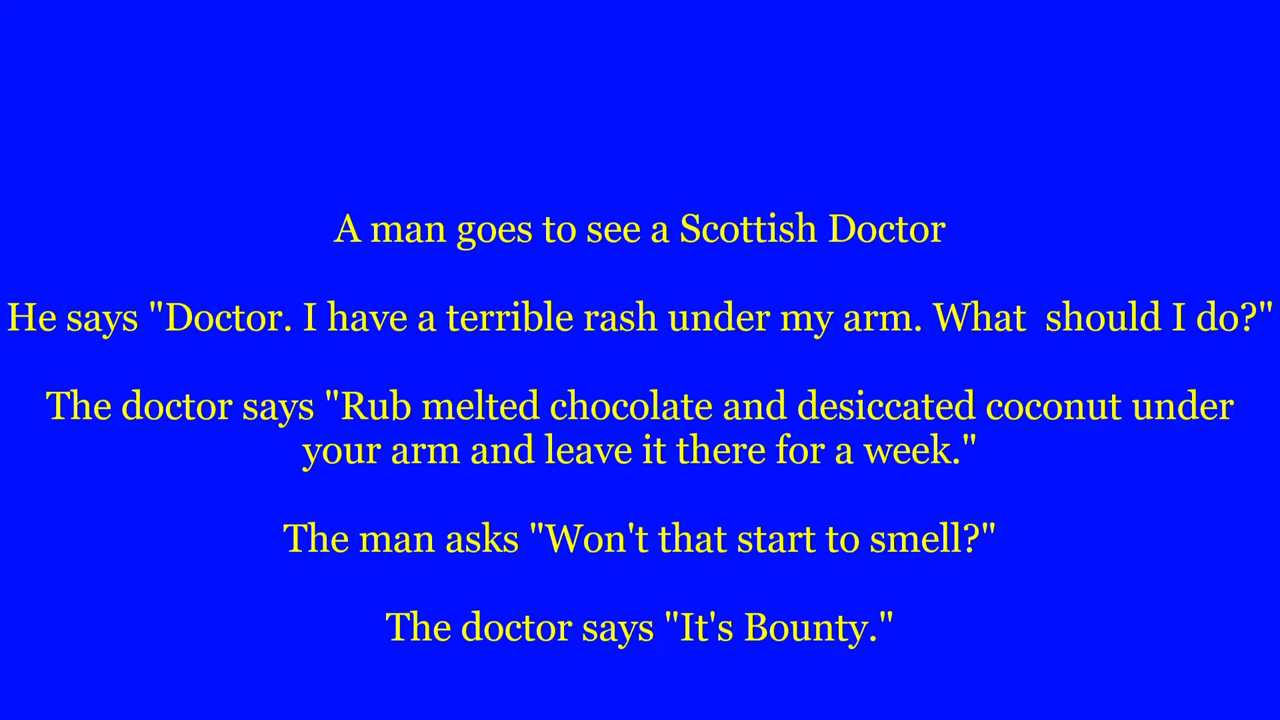 A man goes to see a Scottish Doctor
He says "Doctor. I have a terrible rash under my arm. What  should I do?"
The doctor says "Rub melted chocolate and desiccated coconut under
your arm and leave it there for a week."
The man asks "Won't that start to smell?"
The doctor says "It's Bounty."